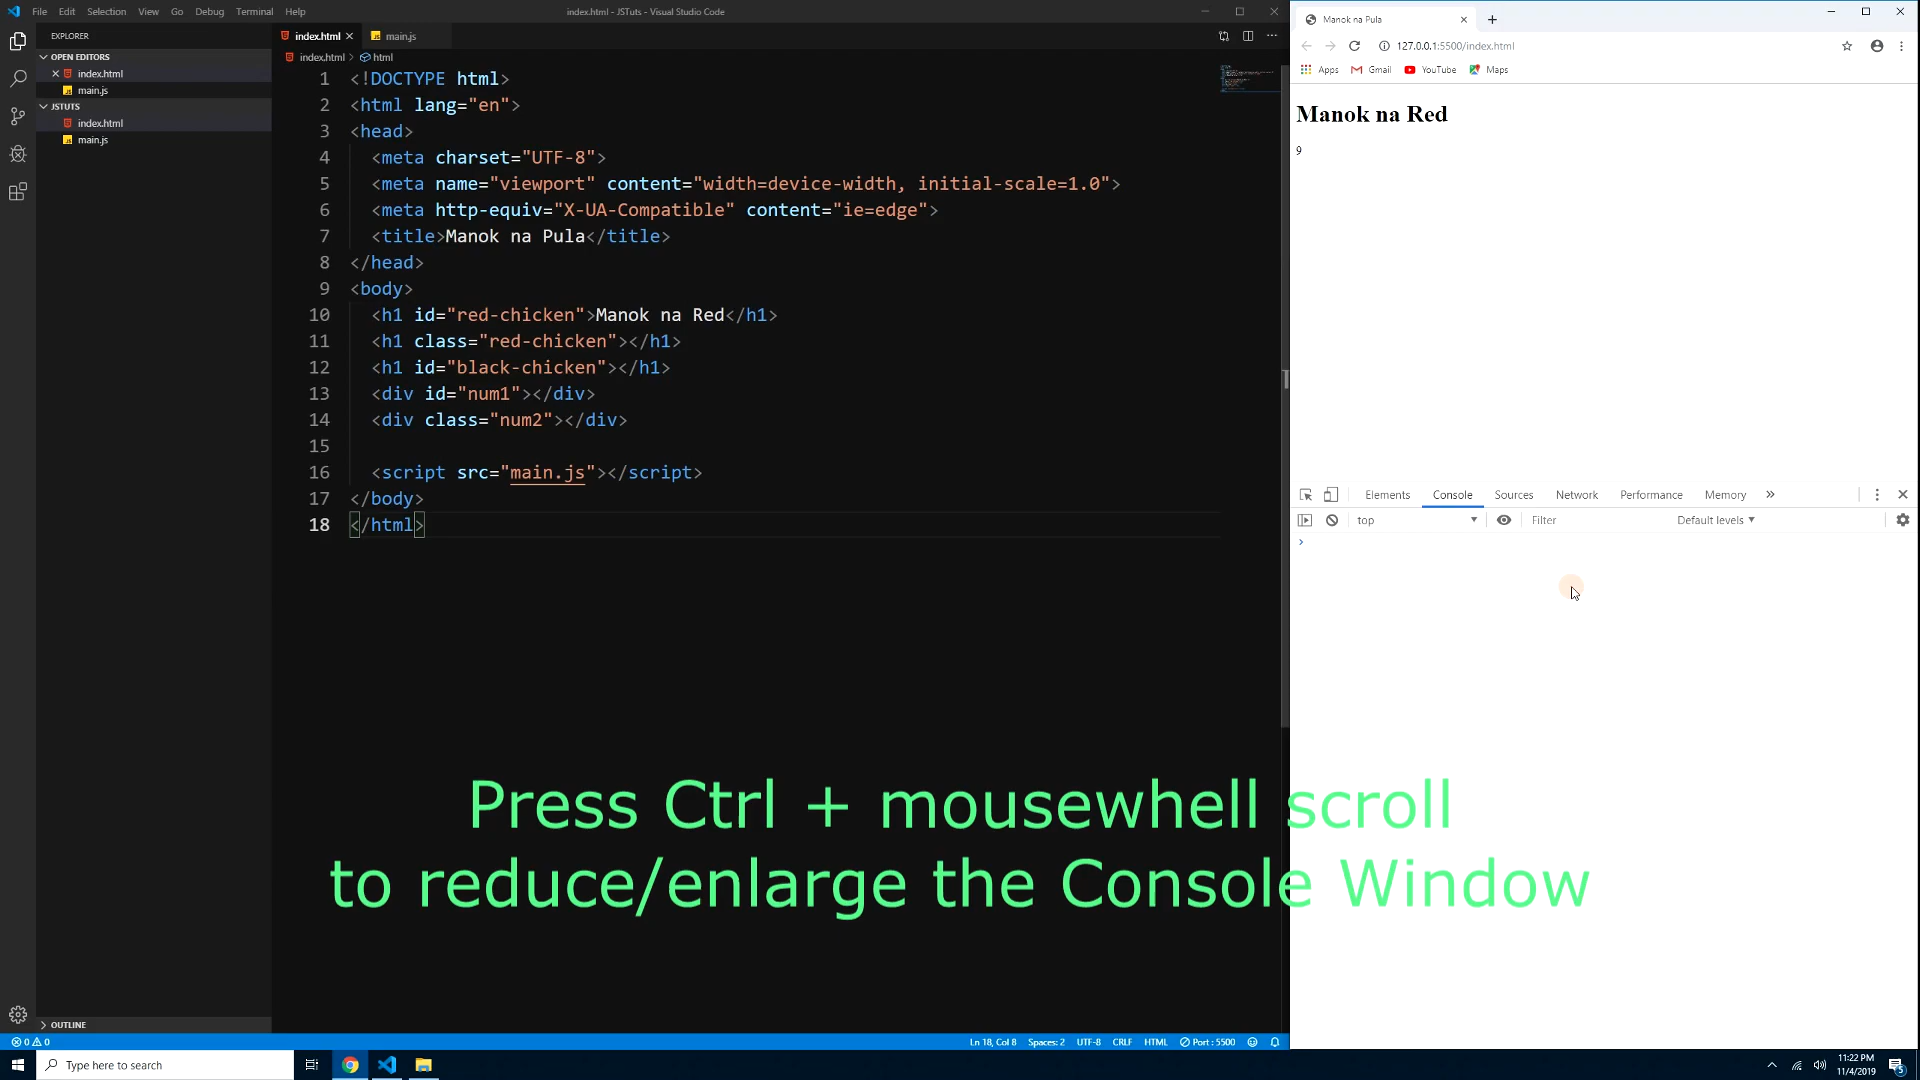 File Edit Selection View Go Debug Terminal Help
index.html - JSTuts - Visual Studio Code
EXPLORER
OPEN EDITORS
index.html
main.js
JSTUTS
index.html
main.js
OUTLINE
index.html main.js
index.html > html
1 <!DOCTYPE html>
2 <html lang="en">
3 <head>
4 <meta charset="UTF-8">
5 <meta name="viewport" content="width=device-width, initial-scale=1.0">
6 <meta http-equiv="X-UA-Compatible" content="ie=edge">
7 <title>Manok na Pula</title>
8 </head>
9 <body>
10 <h1 id="red-chicken">Manok na Red</h1>
11 <h1 class="red-chicken"></h1>
12 <h1 id="black-chicken"></h1>
13 <div id="num1"></div>
14 <div class="num2"></div>
15
16 <script src="main.js"></script>
17 </body>
18 </html>
Manok na Pula
127.0.0.1:5500/index.html
Apps Gmail YouTube Maps
Manok na Red
9
Elements Console Sources Network Performance Memory »
top Filter Default levels
Press Ctrl + mousewhell scroll
to reduce/enlarge the Console Window
0 0
Ln 18, Col 8 Spaces: 2 UTF-8 CRLF HTML Port : 5500
Type here to search
11:22 PM
11/4/2019
5